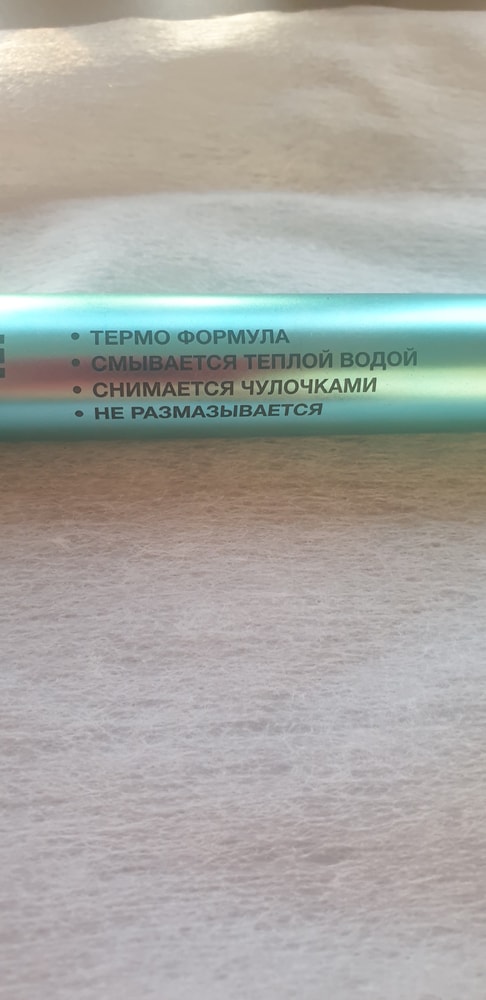 • ТЕРМО ФОРМУЛА
• СМЫВАЕТСЯ ТЕПЛОЙ ВОДОЙ
• СНИМАЕТСЯ ЧУЛОЧКАМИ
• НЕ РАЗМАЗЫВАЕТСЯ